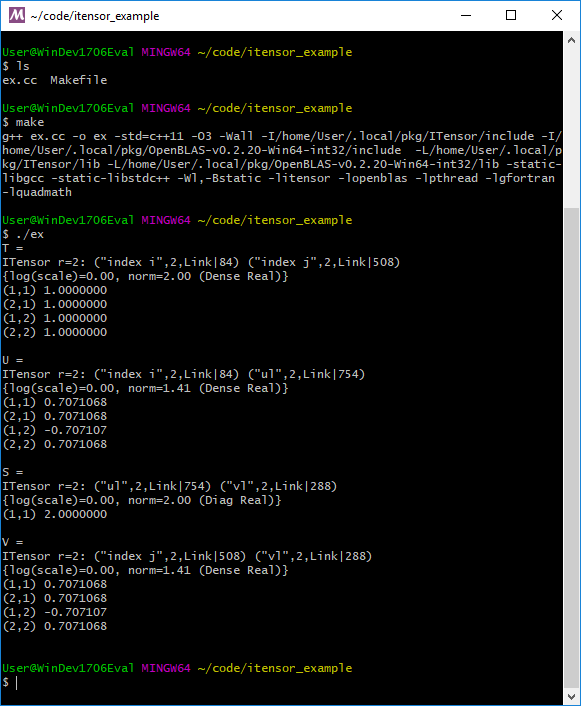 ~/code/itensor_example
User@WinDev1706Eval MINGW64 ~/code/itensor_example
$ ls
ex.cc  Makefile
User@WinDev1706Eval MINGW64 ~/code/itensor_example
$ make
g++ ex.cc -o ex -std=c++11 -O3 -Wall -I/home/User/.local/pkg/ITensor/include -I/
home/User/.local/pkg/OpenBLAS-v0.2.20-Win64-int32/include  -L/home/User/.local/p
kg/ITensor/lib -L/home/User/.local/pkg/OpenBLAS-v0.2.20-Win64-int32/lib -static-
libgcc -static-libstdc++ -Wl,-Bstatic -litensor -lopenblas -lpthread -lgfortran
-lquadmath
User@WinDev1706Eval MINGW64 ~/code/itensor_example
$ ./ex
T =
ITensor r=2: ("index i",2,Link|84) ("index j",2,Link|508)
{log(scale)=0.00, norm=2.00 (Dense Real)}
(1,1) 1.0000000
(2,1) 1.0000000
(1,2) 1.0000000
(2,2) 1.0000000
U =
ITensor r=2: ("index i",2,Link|84) ("ul",2,Link|754)
{log(scale)=0.00, norm=1.41 (Dense Real)}
(1,1) 0.7071068
(2,1) 0.7071068
(1,2) -0.707107
(2,2) 0.7071068
S =
ITensor r=2: ("ul",2,Link|754) ("vl",2,Link|288)
{log(scale)=0.00, norm=2.00 (Diag Real)}
(1,1) 2.0000000
V =
ITensor r=2: ("index j",2,Link|508) ("vl",2,Link|288)
{log(scale)=0.00, norm=1.41 (Dense Real)}
(1,1) 0.7071068
(2,1) 0.7071068
(1,2) -0.707107
(2,2) 0.7071068
User@WinDev1706Eval MINGW64 ~/code/itensor_example
$